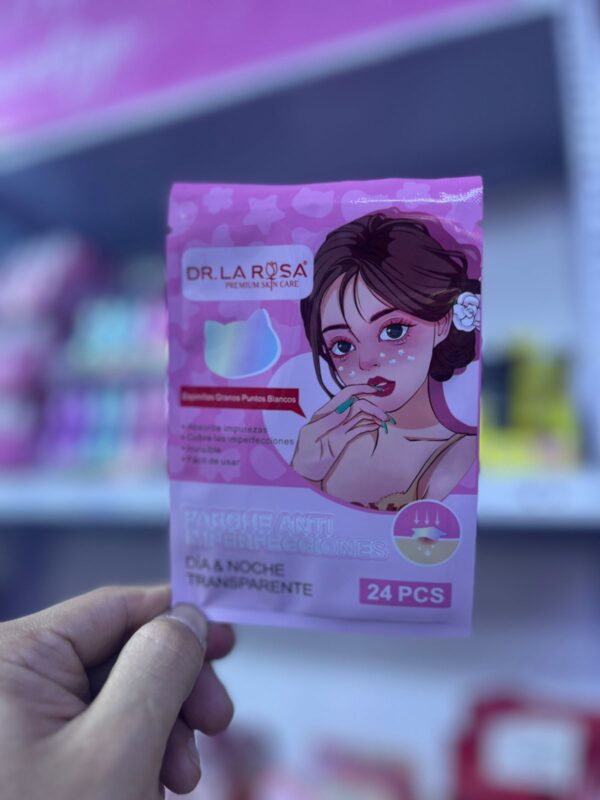 DR. LA ROSA®
PREMIUM SKIN CARE
Espinillas Granos Puntos Blancos
• Absorbe impurezas
• Cobre las imperfecciones
• Invisible
• Fácil de usar
PARCHE ANTI
IMPERFECCIONES
DÍA & NOCHE
TRANSPARENTE
24 PCS